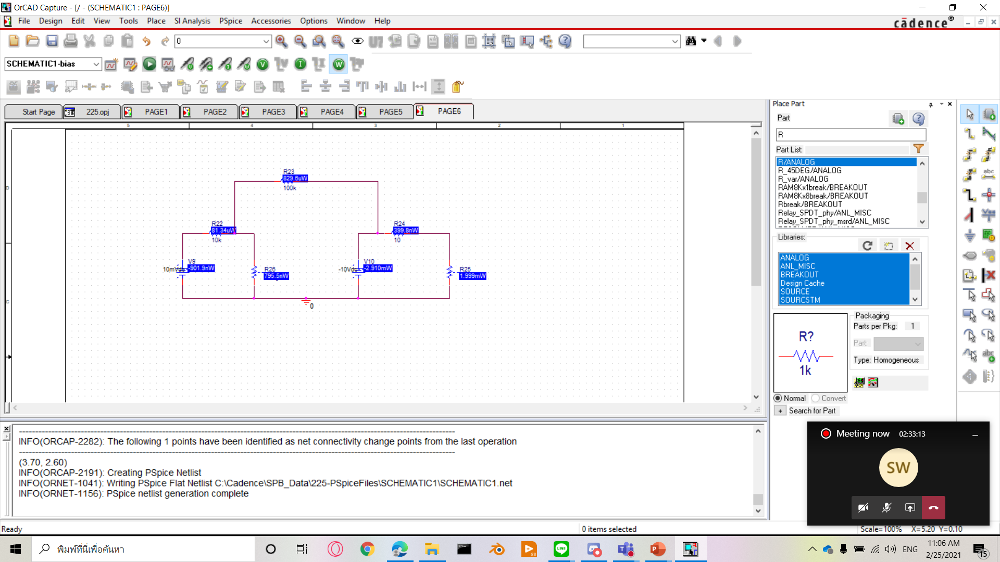 OrCAD Capture - [/ - (SCHEMATIC1 : PAGE6)]
File Design Edit View Tools Place SI Analysis PSpice Accessories Options Window Help
cādence®
0
SCHEMATIC1-bias
Start Page 225.opj PAGE1 PAGE2 PAGE3 PAGE4 PAGE5 PAGE6
5 4 3 2 1
D
C
R23
829.6uW
100k
R22
81.34uW
10k
R24
399.8nW
10
V9
10mVdc
-901.9nW
R26
795.5nW
V10
-10Vdc
-2.910mW
R25
1.999mW
0
Place Part
Part
R
Part List:
R/ANALOG
R_45DEG/ANALOG
R_var/ANALOG
RAM8Kx1break/BREAKOUT
RAM8Kx8break/BREAKOUT
Rbreak/BREAKOUT
Relay_SPDT_phy/ANL_MISC
Relay_SPDT_phy_msrd/ANL_MISC
Libraries:
ANALOG
ANL_MISC
BREAKOUT
Design Cache
SOURCE
SOURCSTM
R?
1k
Packaging
Parts per Pkg: 1
Part:
Type: Homogeneous
Normal Convert
+ Search for Part
INFO(ORCAP-2282): The following 1 points have been identified as net connectivity change points from the last operation
(3.70, 2.60)
INFO(ORCAP-2191): Creating PSpice Netlist
INFO(ORNET-1041): Writing PSpice Flat Netlist C:\Cadence\SPB_Data\225-PSpiceFiles\SCHEMATIC1\SCHEMATIC1.net
INFO(ORNET-1156): PSpice netlist generation complete
Meeting now 02:33:13
SW
Ready
0 items selected
Scale=100% X=5.20 Y=0.10
พิมพ์ที่นี่เพื่อค้นหา
ENG
11:06 AM
2/25/2021
15